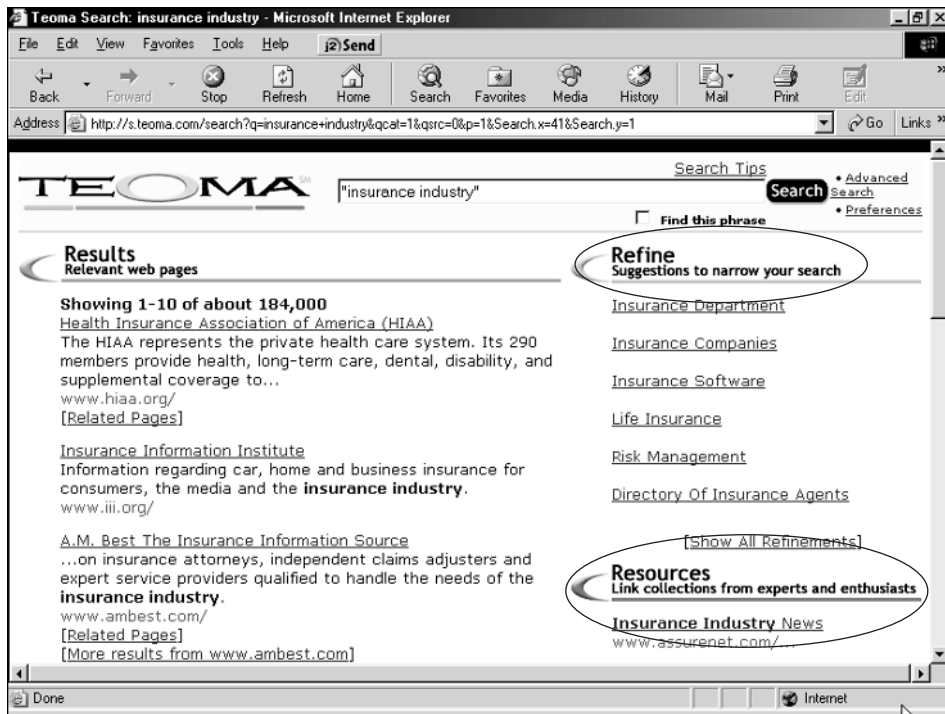 Teoma Search: insurance industry - Microsoft Internet Explorer
File Edit View Favorites Tools Help j2 Send
Back Forward Stop Refresh Home Search Favorites Media History Mail Print Edit »
Address http://s.teoma.com/search?q=insurance+industry&qcat=1&qsrc=0&p=1&Search.x=41&Search.y=1 Go Links »
TEOMA SM
Search Tips
"insurance industry" Search
• Advanced Search
• Preferences
Find this phrase
Results
Relevant web pages
Showing 1-10 of about 184,000
Health Insurance Association of America (HIAA)
The HIAA represents the private health care system. Its 290
members provide health, long-term care, dental, disability, and
supplemental coverage to...
www.hiaa.org/
[Related Pages]
Insurance Information Institute
Information regarding car, home and business insurance for
consumers, the media and the insurance industry.
www.iii.org/
A.M. Best The Insurance Information Source
...on insurance attorneys, independent claims adjusters and
expert service providers qualified to handle the needs of the
insurance industry.
www.ambest.com/
[Related Pages]
[More results from www.ambest.com]
Refine
Suggestions to narrow your search
Insurance Department
Insurance Companies
Insurance Software
Life Insurance
Risk Management
Directory Of Insurance Agents
[Show All Refinements]
Resources
Link collections from experts and enthusiasts
Insurance Industry News
www.assurenet.com/...
Done Internet